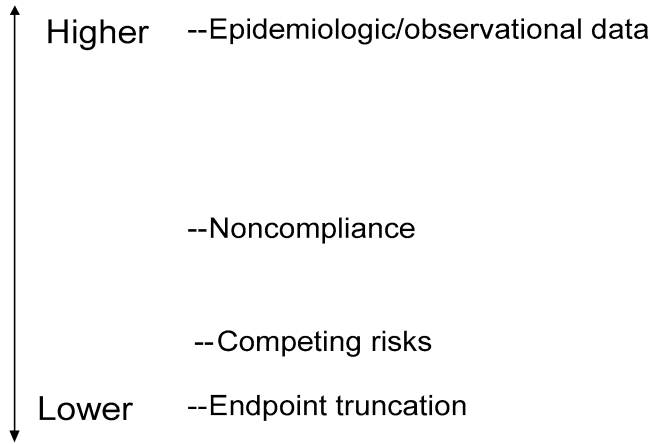 Higher --Epidemiologic/observational data
--Noncompliance
--Competing risks
Lower --Endpoint truncation